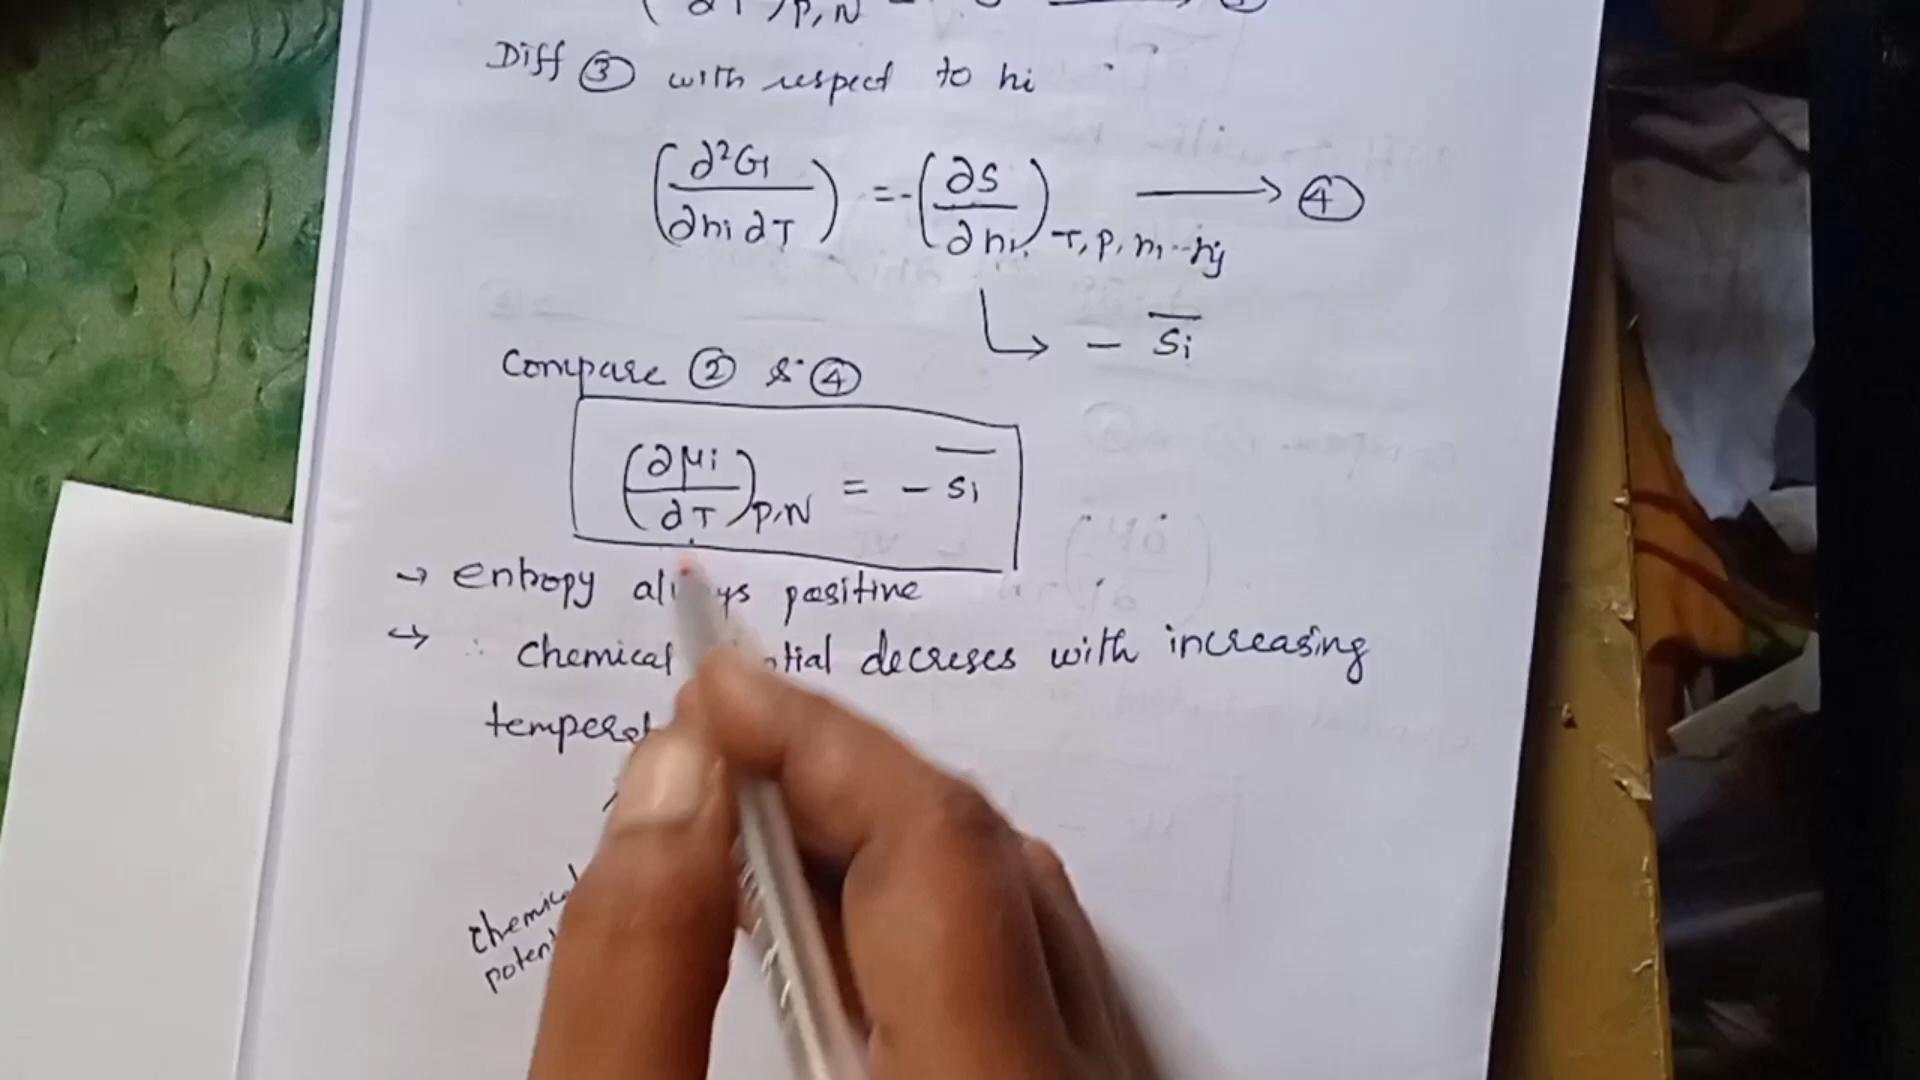 (∂T)P,N
Diff ③ with respect to ni
(∂²G/∂ni ∂T) = -(∂S/∂ni)T,P,n1...nj → ④
↳ - S̅i
Compare ② & ④
(∂μi/∂T)P,N = - S̅i
→ entropy always positive
→ ∴ chemical decreses with increasing
chemical